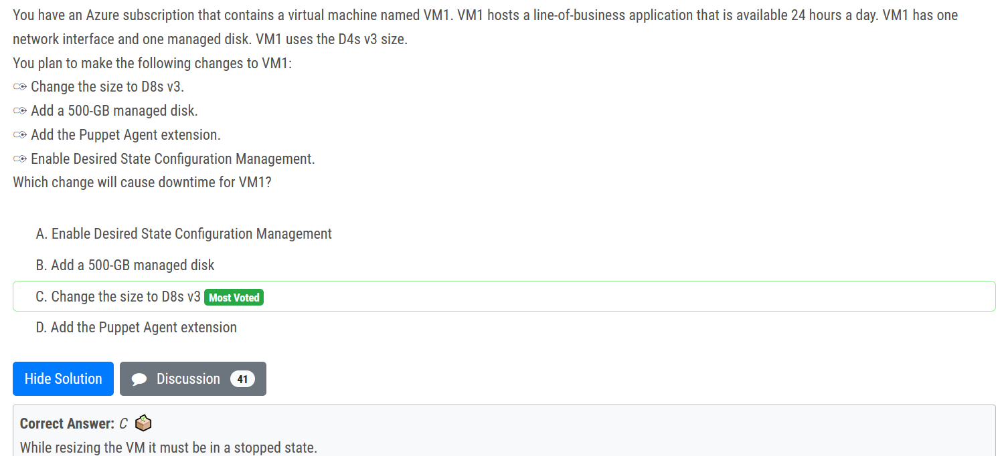 You have an Azure subscription that contains a virtual machine named VM1. VM1 hosts a line-of-business application that is available 24 hours a day. VM1 has one
network interface and one managed disk. VM1 uses the D4s v3 size.
You plan to make the following changes to VM1:
Change the size to D8s v3.
Add a 500-GB managed disk.
Add the Puppet Agent extension.
Enable Desired State Configuration Management.
Which change will cause downtime for VM1?
A. Enable Desired State Configuration Management
B. Add a 500-GB managed disk
C. Change the size to D8s v3 Most Voted
D. Add the Puppet Agent extension
Hide Solution Discussion 41
Correct Answer: C
While resizing the VM it must be in a stopped state.